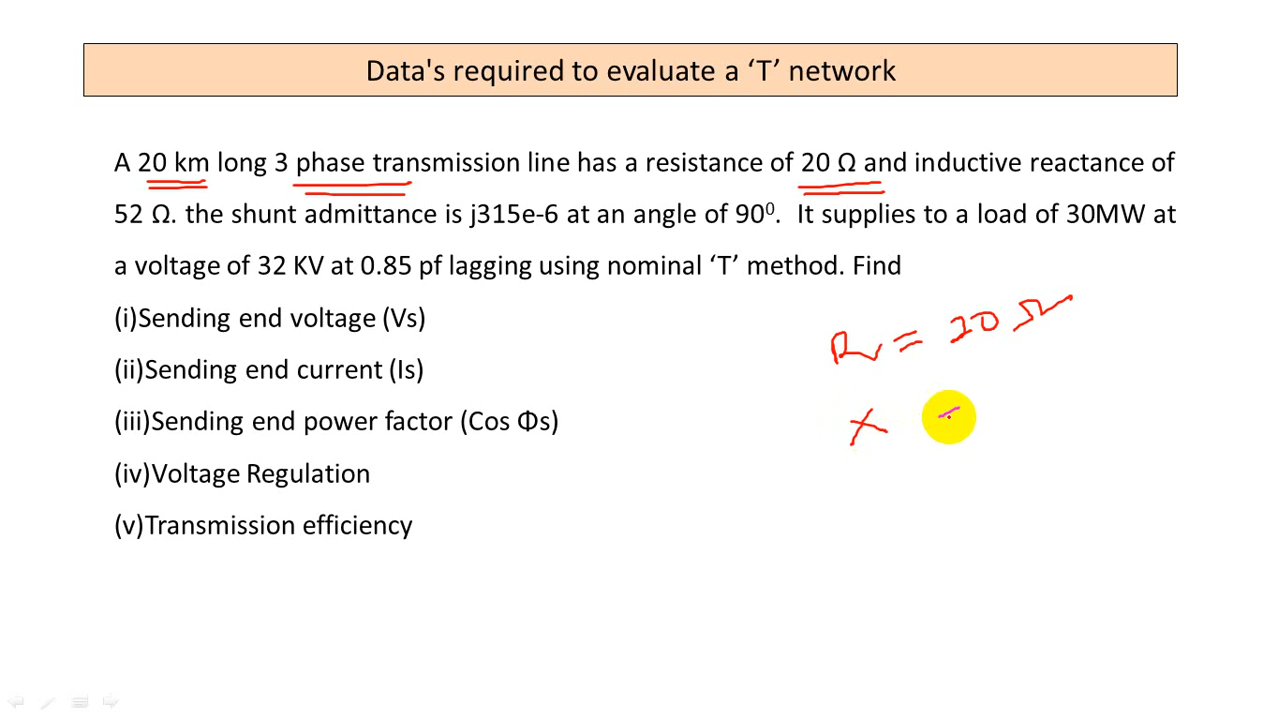 Data's required to evaluate a ‘T’ network
A 20 km long 3 phase transmission line has a resistance of 20 Ω and inductive reactance of
52 Ω. the shunt admittance is j315e-6 at an angle of 90⁰. It supplies to a load of 30MW at
a voltage of 32 KV at 0.85 pf lagging using nominal ‘T’ method. Find
(i)Sending end voltage (Vs)
(ii)Sending end current (Is)
(iii)Sending end power factor (Cos Φs)
(iv)Voltage Regulation
(v)Transmission efficiency
R = 20 Ω
X